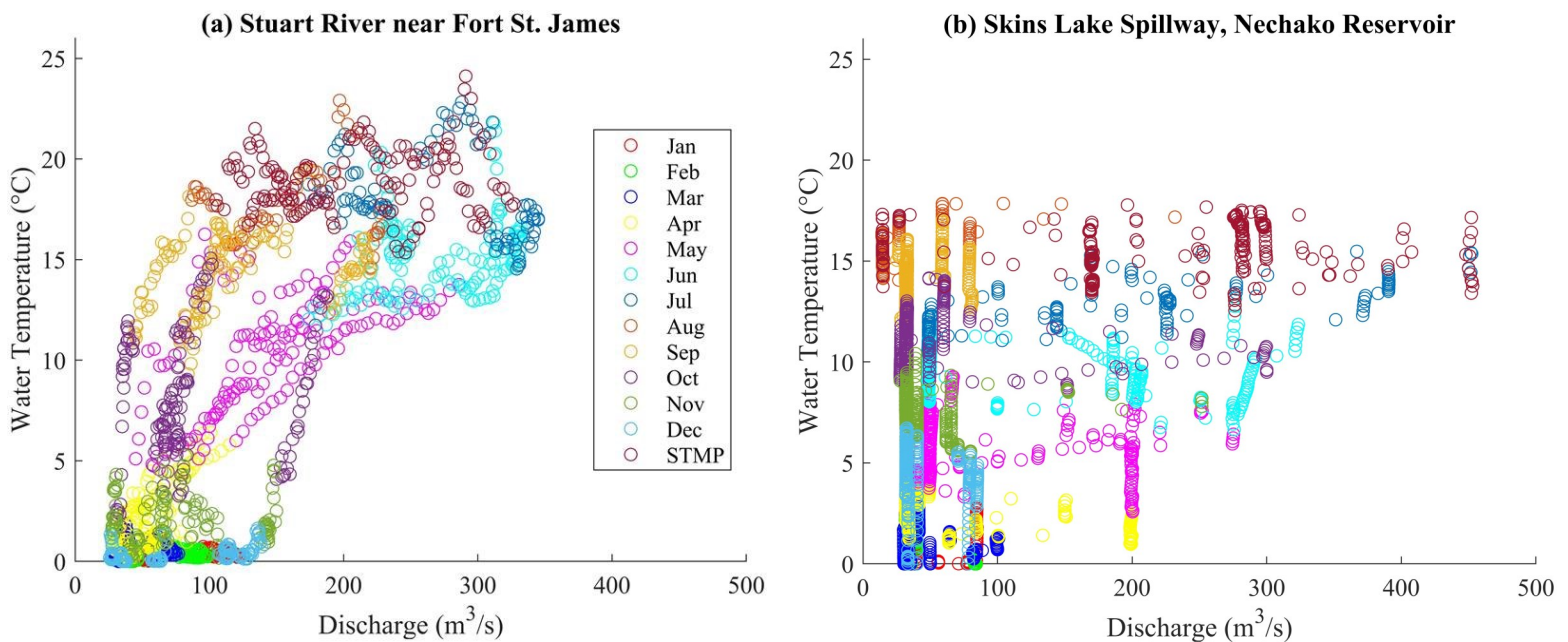 (a) Stuart River near Fort St. James
25
20
15
10
5
0
Water Temperature (°C)
0 100 200 300 400 500
Discharge (m³/s)
Jan
Feb
Mar
Apr
May
Jun
Jul
Aug
Sep
Oct
Nov
Dec
STMP
(b) Skins Lake Spillway, Nechako Reservoir
25
20
15
10
5
0
Water Temperature (°C)
0 100 200 300 400 500
Discharge (m³/s)